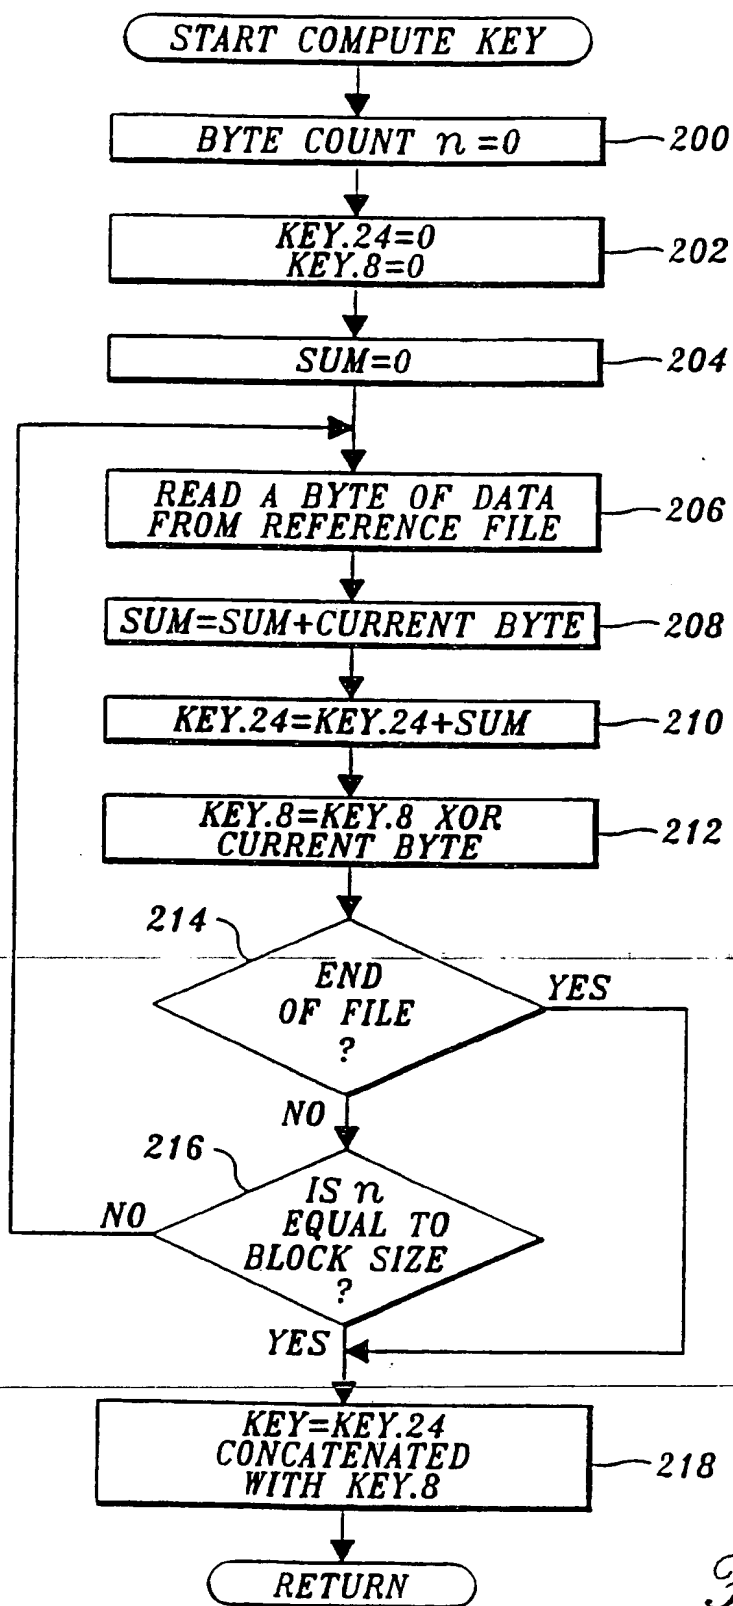 START COMPUTE KEY
BYTE COUNT n=0
200
KEY.24=0
KEY.8=0
202
SUM=0
204
READ A BYTE OF DATA
FROM REFERENCE FILE
206
SUM=SUM+CURRENT BYTE
208
KEY.24=KEY.24+SUM
210
KEY.8=KEY.8 XOR
CURRENT BYTE
212
214
END
OF FILE
?
YES
NO
216
IS n
EQUAL TO
BLOCK SIZE
?
NO
YES
KEY=KEY.24
CONCATENATED
WITH KEY.8
218
RETURN